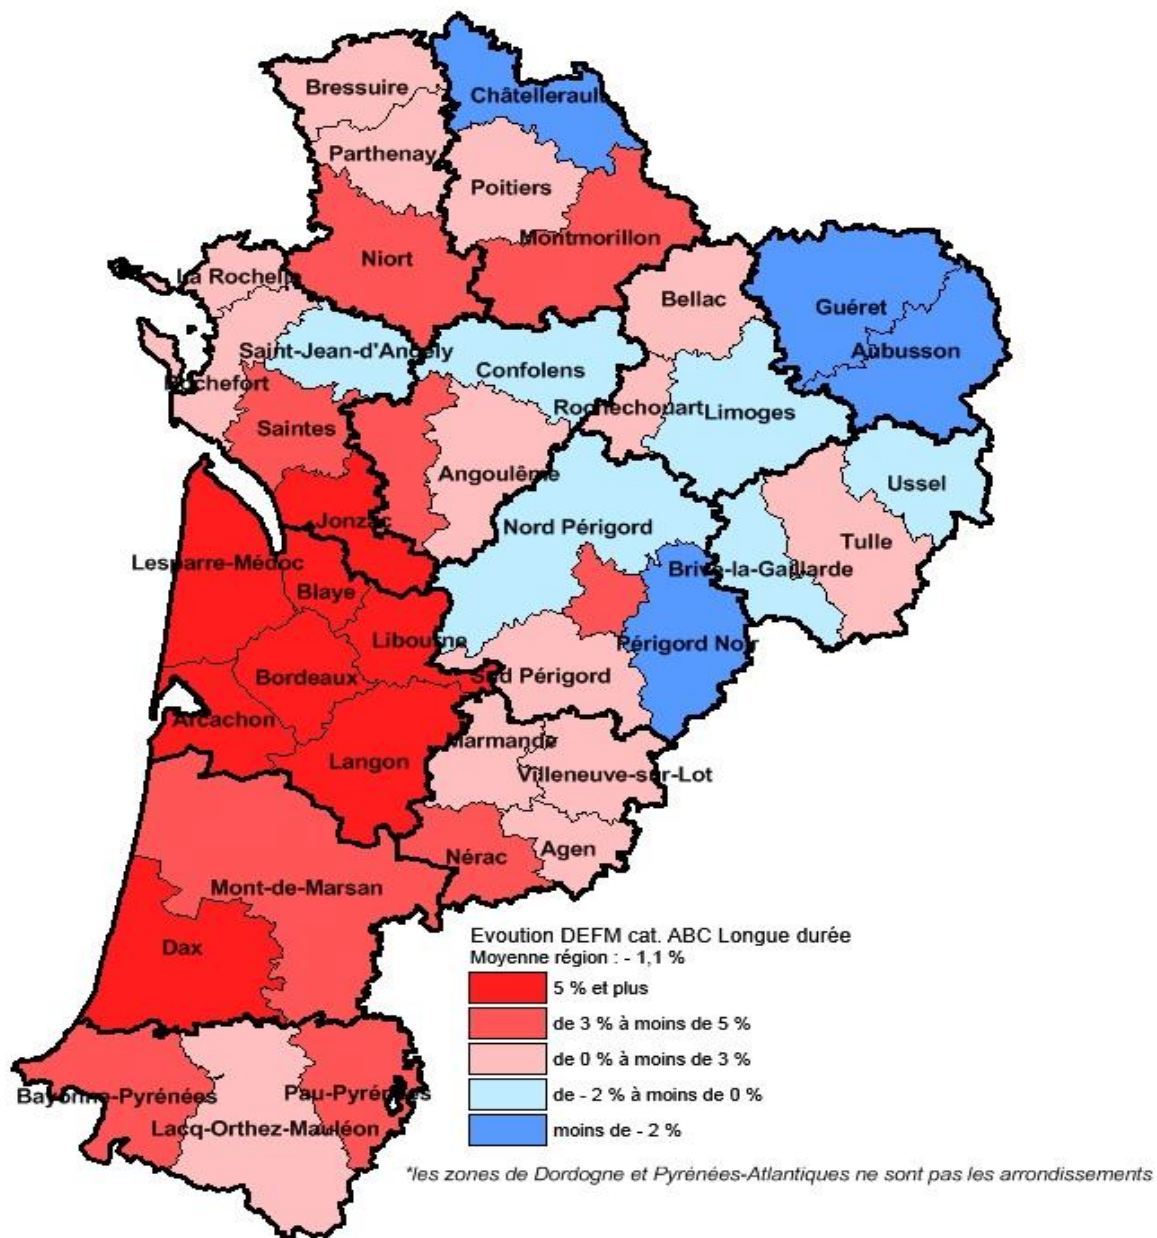 Bressuire
Châtellerault
Parthenay
Poitiers
Montmorillon
Niort
La Rochelle
Bellac
Guéret
Saint-Jean-d'Angely
Aubusson
Confolens
Rochefort
Rochechouart
Limoges
Saintes
Angoulême
Ussel
Jonzac
Nord Périgord
Tulle
Lesparre-Médoc
Brive-la-Gaillarde
Blaye
Libourne
Périgord Noir
Bordeaux
Sud Périgord
Arcachon
Marmande
Langon
Villeneuve-sur-Lot
Nérac
Agen
Mont-de-Marsan
Dax
Evoution DEFM cat. ABC Longue durée
Moyenne région : - 1,1 %
5 % et plus
de 3 % à moins de 5 %
de 0 % à moins de 3 %
de - 2 % à moins de 0 %
moins de - 2 %
Bayonne-Pyrénées
Pau-Pyrénées
Lacq-Orthez-Mauléon
*les zones de Dordogne et Pyrénées-Atlantiques ne sont pas les arrondissements